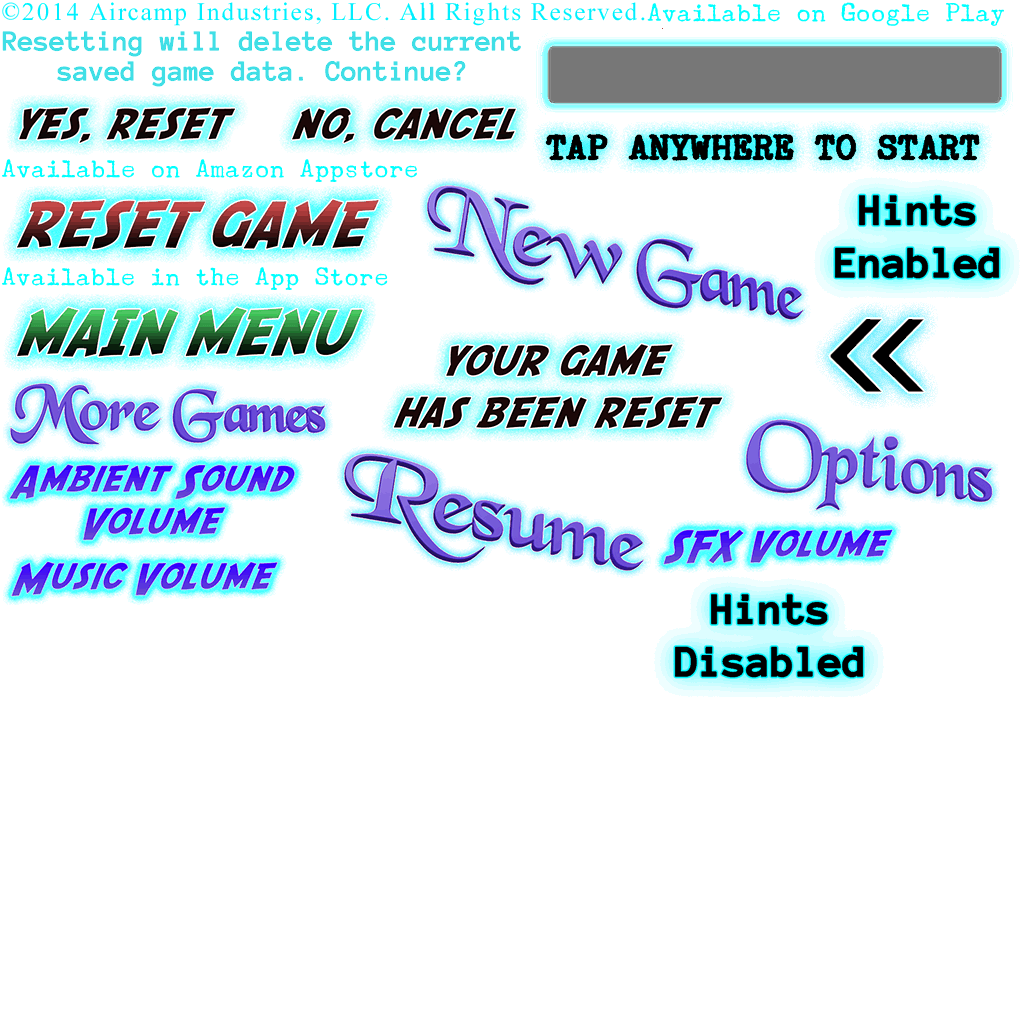 ©2014 Aircamp Industries, LLC. All Rights Reserved.
Available on Google Play
Resetting will delete the current
saved game data. Continue?
YES, RESET
NO, CANCEL
TAP ANYWHERE TO START
Available on Amazon Appstore
RESET GAME
New Game
Hints
Enabled
Available in the App Store
MAIN MENU
YOUR GAME
HAS BEEN RESET
More Games
Options
AMBIENT SOUND
VOLUME
Resume
SFX VOLUME
MUSIC VOLUME
Hints
Disabled